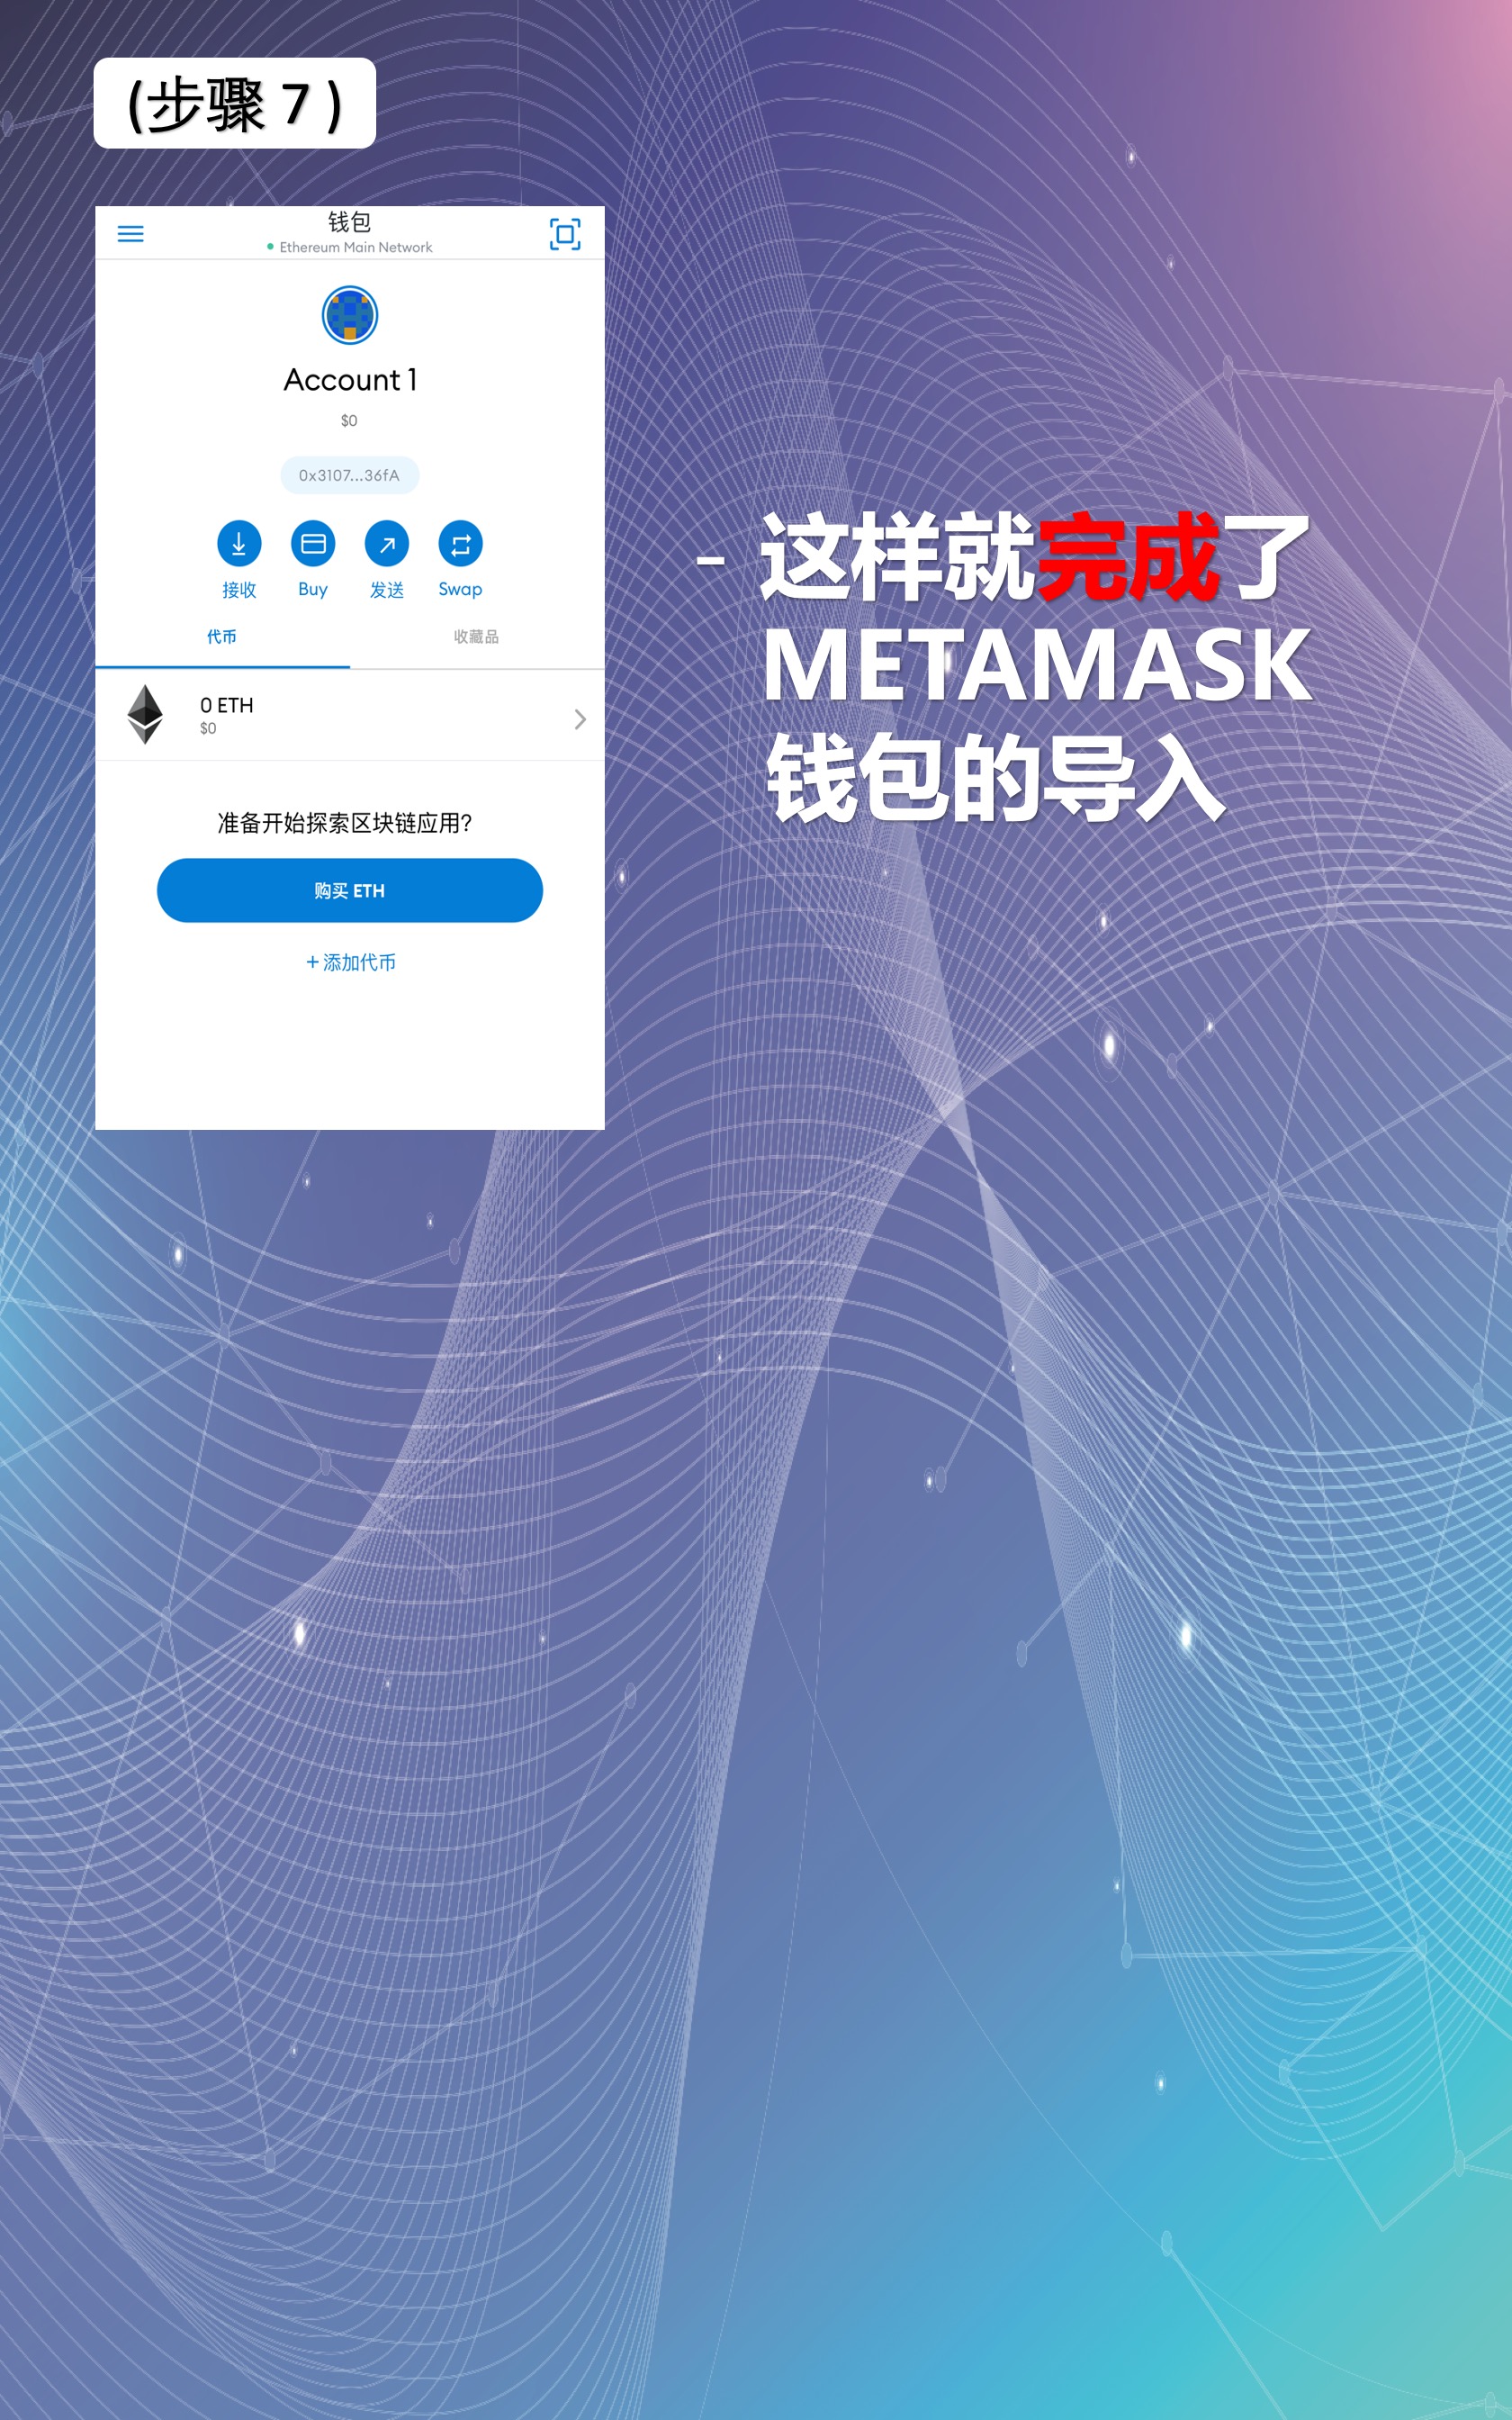 (步骤 7 )
钱包
Ethereum Main Network
Account 1
$0
0x3107...36fA
接收 Buy 发送 Swap
代币 收藏品
0 ETH
$0
准备开始探索区块链应用?
购买 ETH
+ 添加代币
- 这样就完成了
METAMASK
钱包的导入